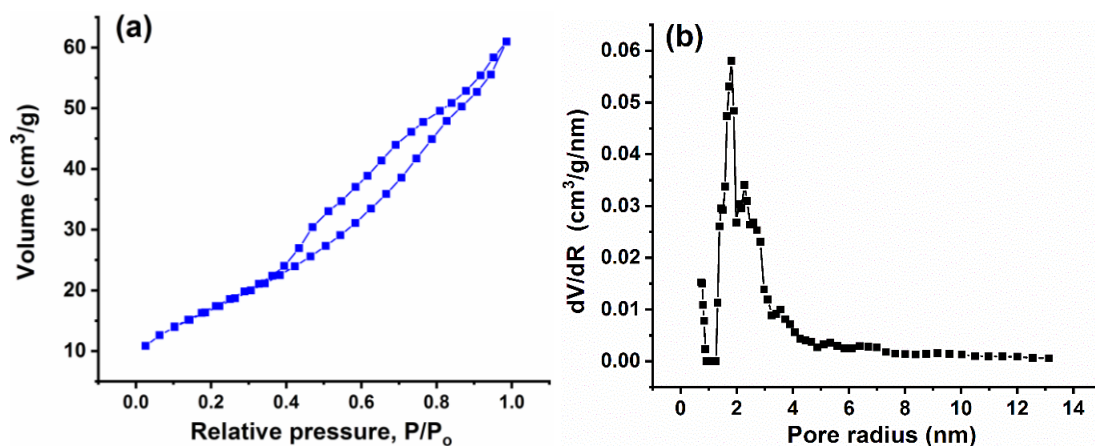 (a)
Volume (cm³/g)
60
50
40
30
20
10
0.0 0.2 0.4 0.6 0.8 1.0
Relative pressure, P/Pₒ
(b)
dV/dR (cm³/g/nm)
0.06
0.05
0.04
0.03
0.02
0.01
0.00
0 2 4 6 8 10 12 14
Pore radius (nm)